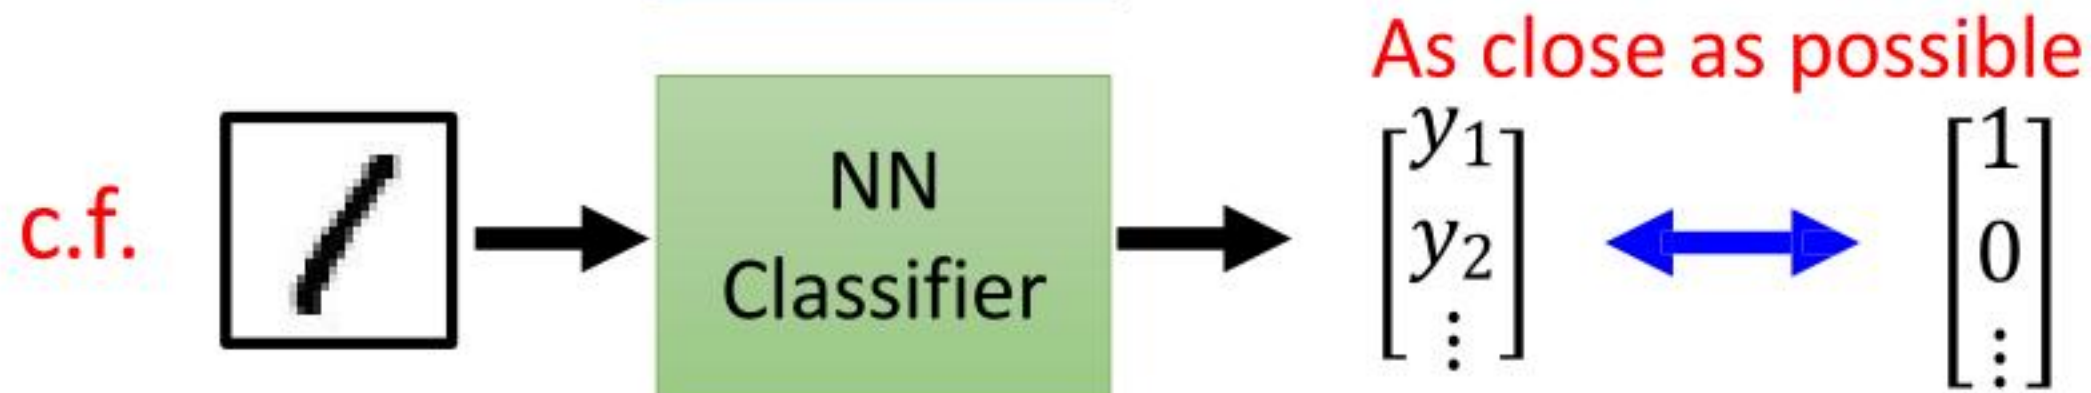 As close as possible
c.f.
NN
Classifier
y₁
y₂
⋮
1
0
⋮